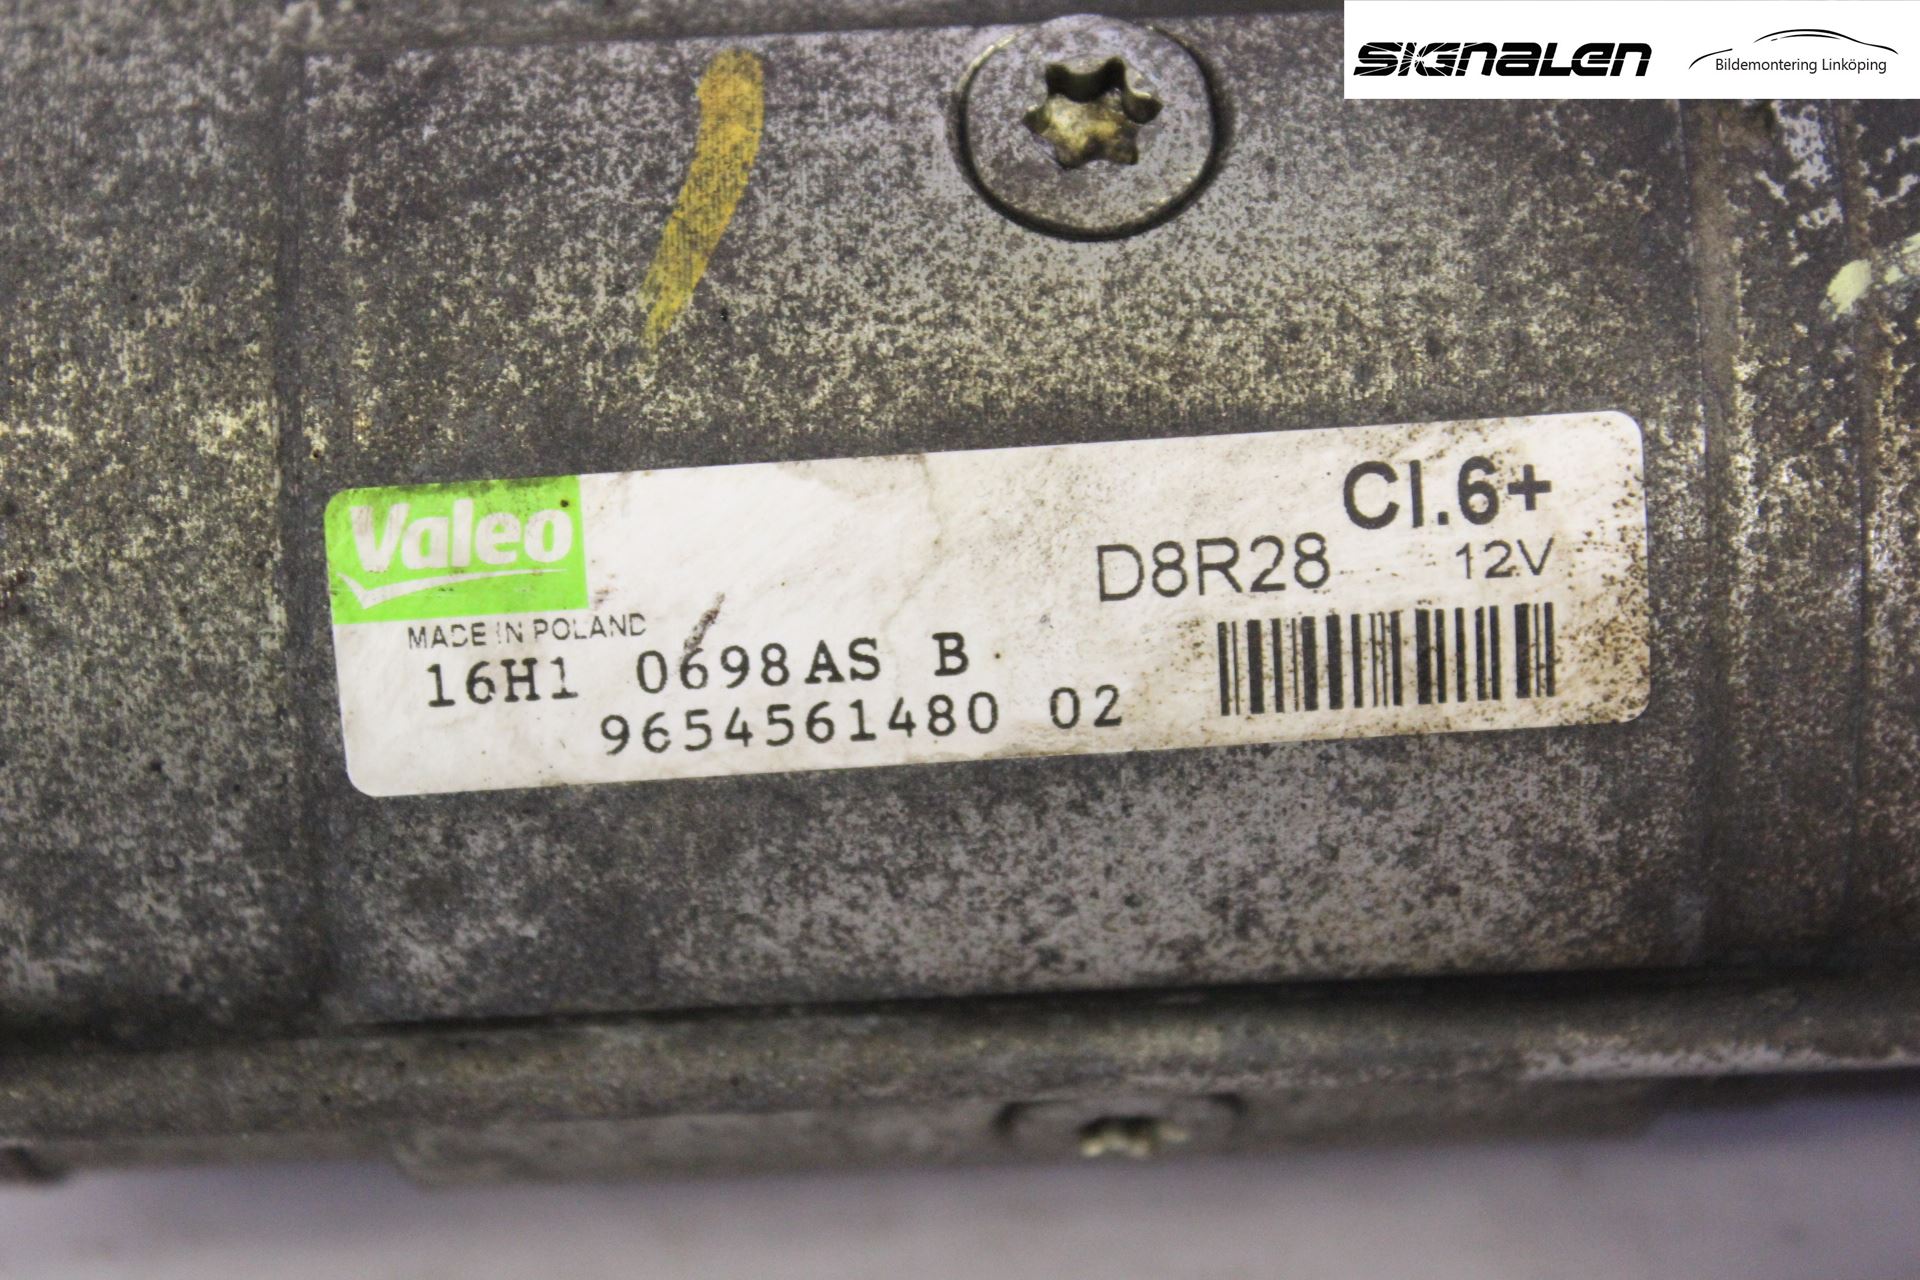 SIGNALEN
Bildemontering Linköping
Valeo
Cl.6+
D8R28 12V
MADE IN POLAND
16H1 0698AS B
9654561480 02